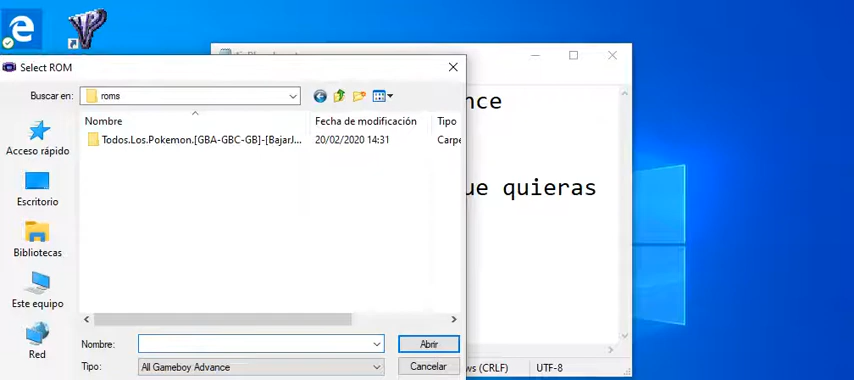 Select ROM
Buscar en: roms
nce
Nombre Fecha de modificación Tipo
Todos.Los.Pokemon.[GBA-GBC-GB]-[BajarJ... 20/02/2020 14:31 Carpe
Acceso rápido
ue quieras
Escritorio
Bibliotecas
Este equipo
Red
Nombre: Abrir
Tipo: All Gameboy Advance Cancelar
ws (CRLF) UTF-8